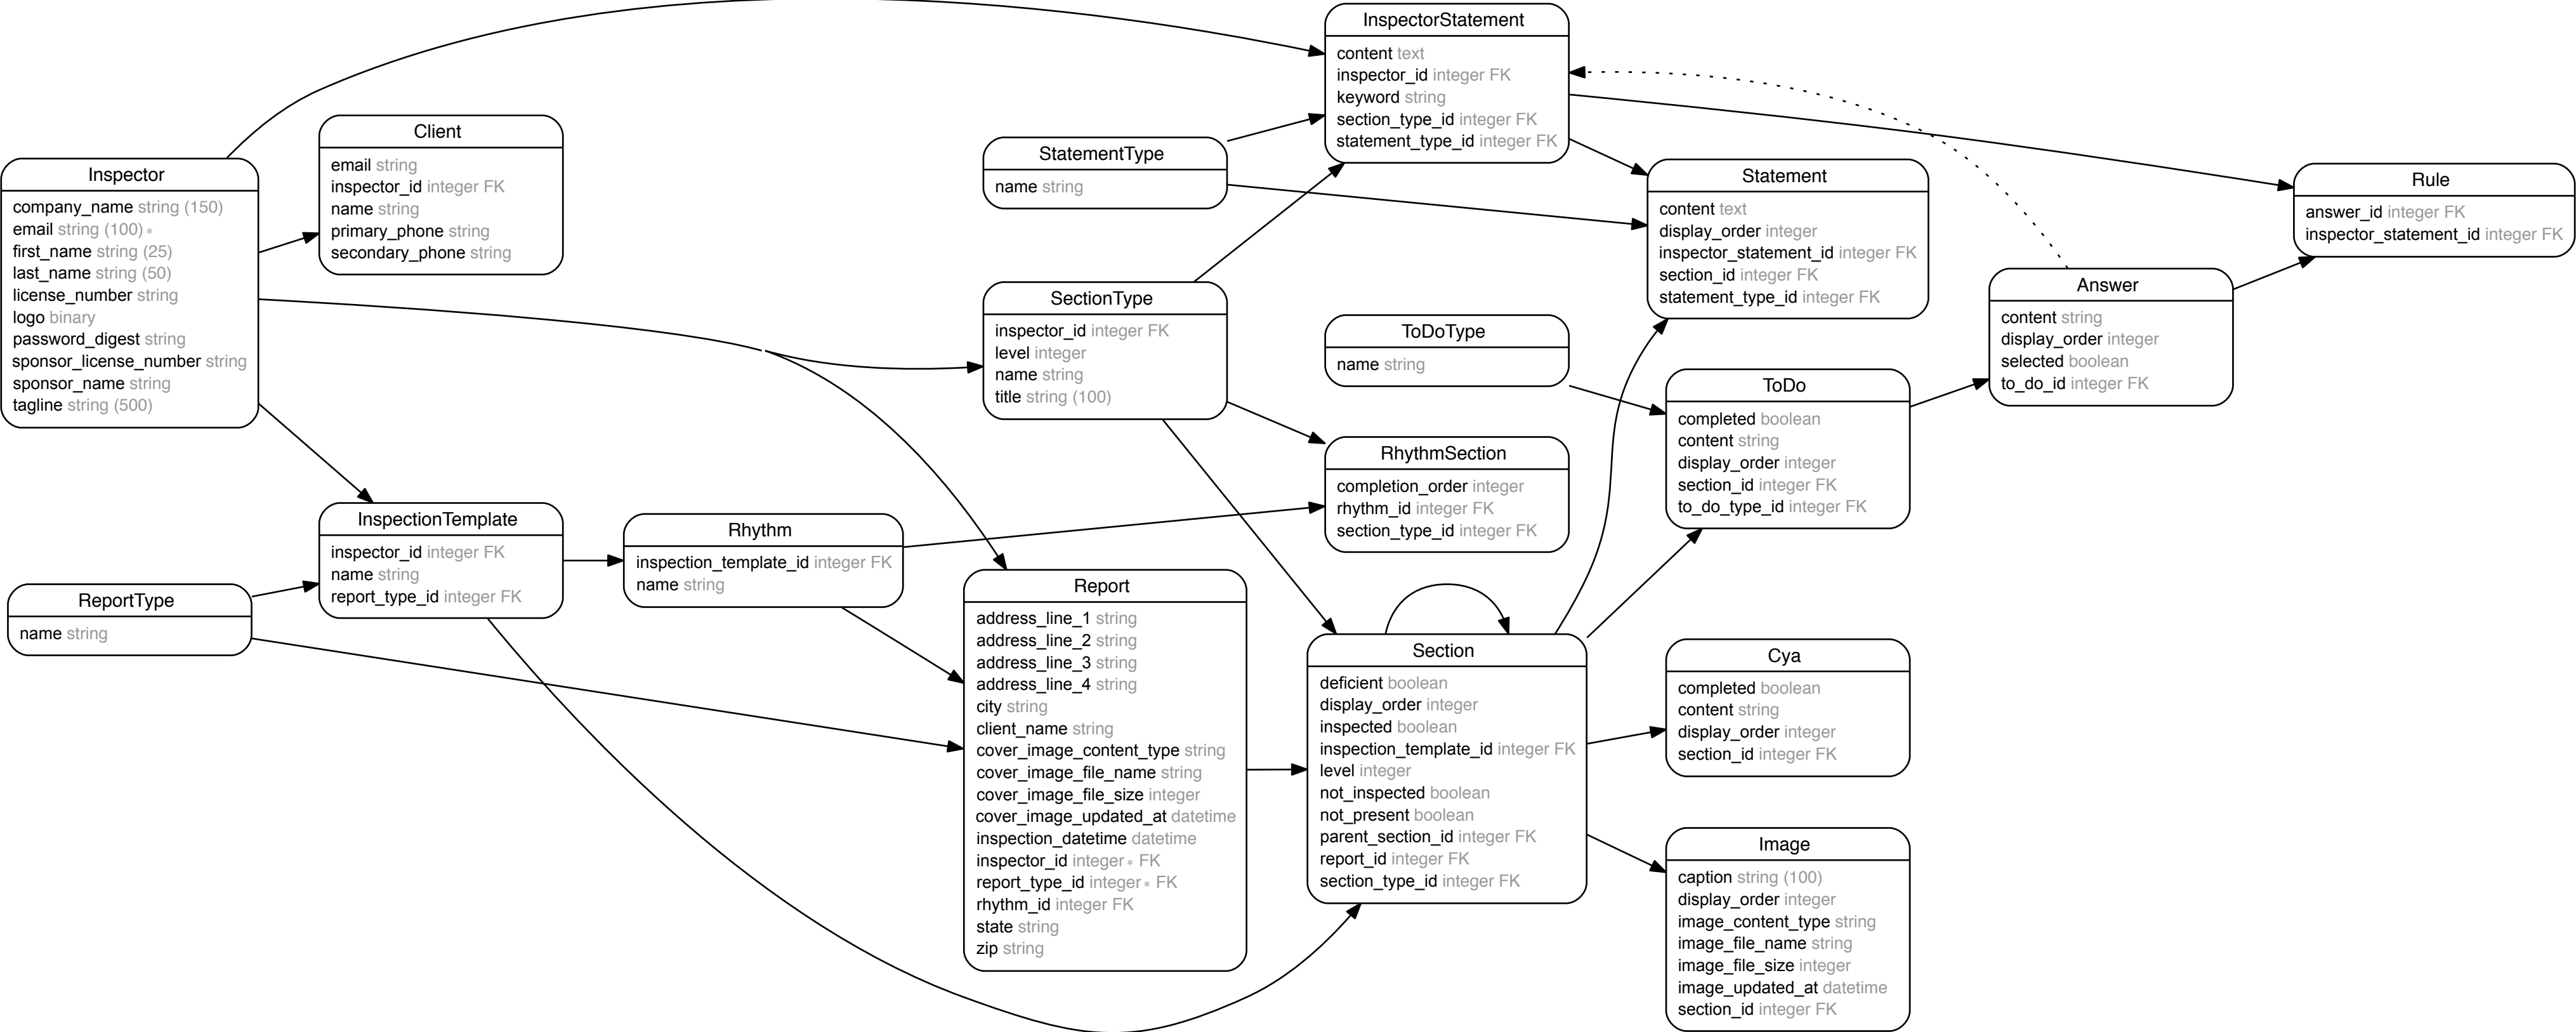 Inspector
company_name string (150)
email string (100) *
first_name string (25)
last_name string (50)
license_number string
logo binary
password_digest string
sponsor_license_number string
sponsor_name string
tagline string (500)
ReportType
name string
Client
email string
inspector_id integer FK
name string
primary_phone string
secondary_phone string
InspectionTemplate
inspector_id integer FK
name string
report_type_id integer FK
Rhythm
inspection_template_id integer FK
name string
StatementType
name string
SectionType
inspector_id integer FK
level integer
name string
title string (100)
Report
address_line_1 string
address_line_2 string
address_line_3 string
address_line_4 string
city string
client_name string
cover_image_content_type string
cover_image_file_name string
cover_image_file_size integer
cover_image_updated_at datetime
inspection_datetime datetime
inspector_id integer * FK
report_type_id integer * FK
rhythm_id integer FK
state string
zip string
InspectorStatement
content text
inspector_id integer FK
keyword string
section_type_id integer FK
statement_type_id integer FK
ToDoType
name string
RhythmSection
completion_order integer
rhythm_id integer FK
section_type_id integer FK
Section
deficient boolean
display_order integer
inspected boolean
inspection_template_id integer FK
level integer
not_inspected boolean
not_present boolean
parent_section_id integer FK
report_id integer FK
section_type_id integer FK
Statement
content text
display_order integer
inspector_statement_id integer FK
section_id integer FK
statement_type_id integer FK
ToDo
completed boolean
content string
display_order integer
section_id integer FK
to_do_type_id integer FK
Cya
completed boolean
content string
display_order integer
section_id integer FK
Image
caption string (100)
display_order integer
image_content_type string
image_file_name string
image_file_size integer
image_updated_at datetime
section_id integer FK
Answer
content string
display_order integer
selected boolean
to_do_id integer FK
Rule
answer_id integer FK
inspector_statement_id integer FK